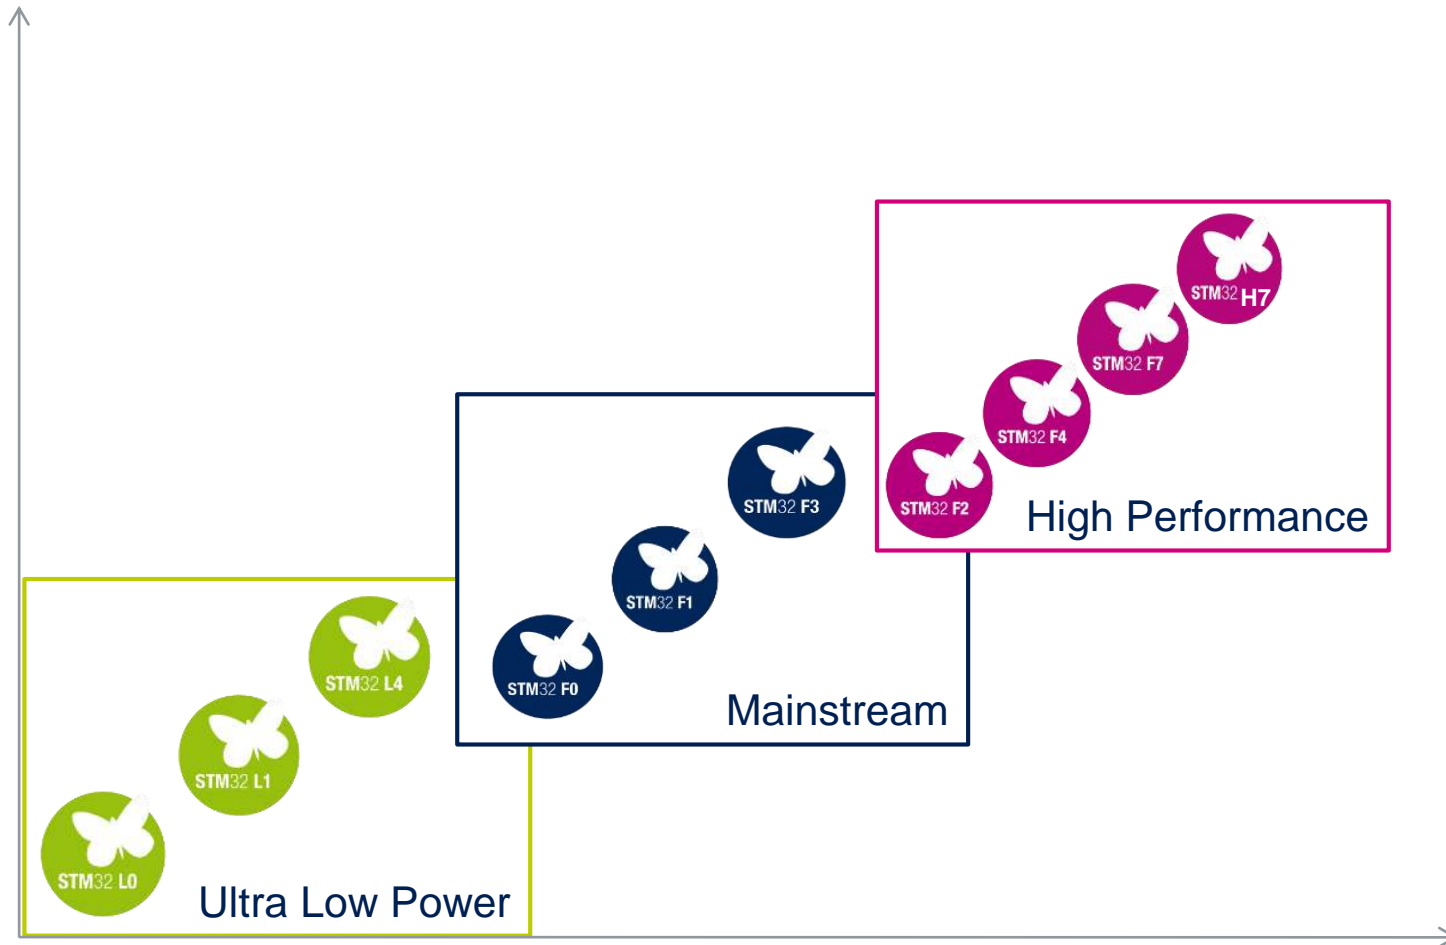 STM32 H7
STM32 F7
STM32 F4
STM32 F2
High Performance
STM32 F3
STM32 F1
STM32 F0
Mainstream
STM32 L4
STM32 L1
STM32 L0
Ultra Low Power